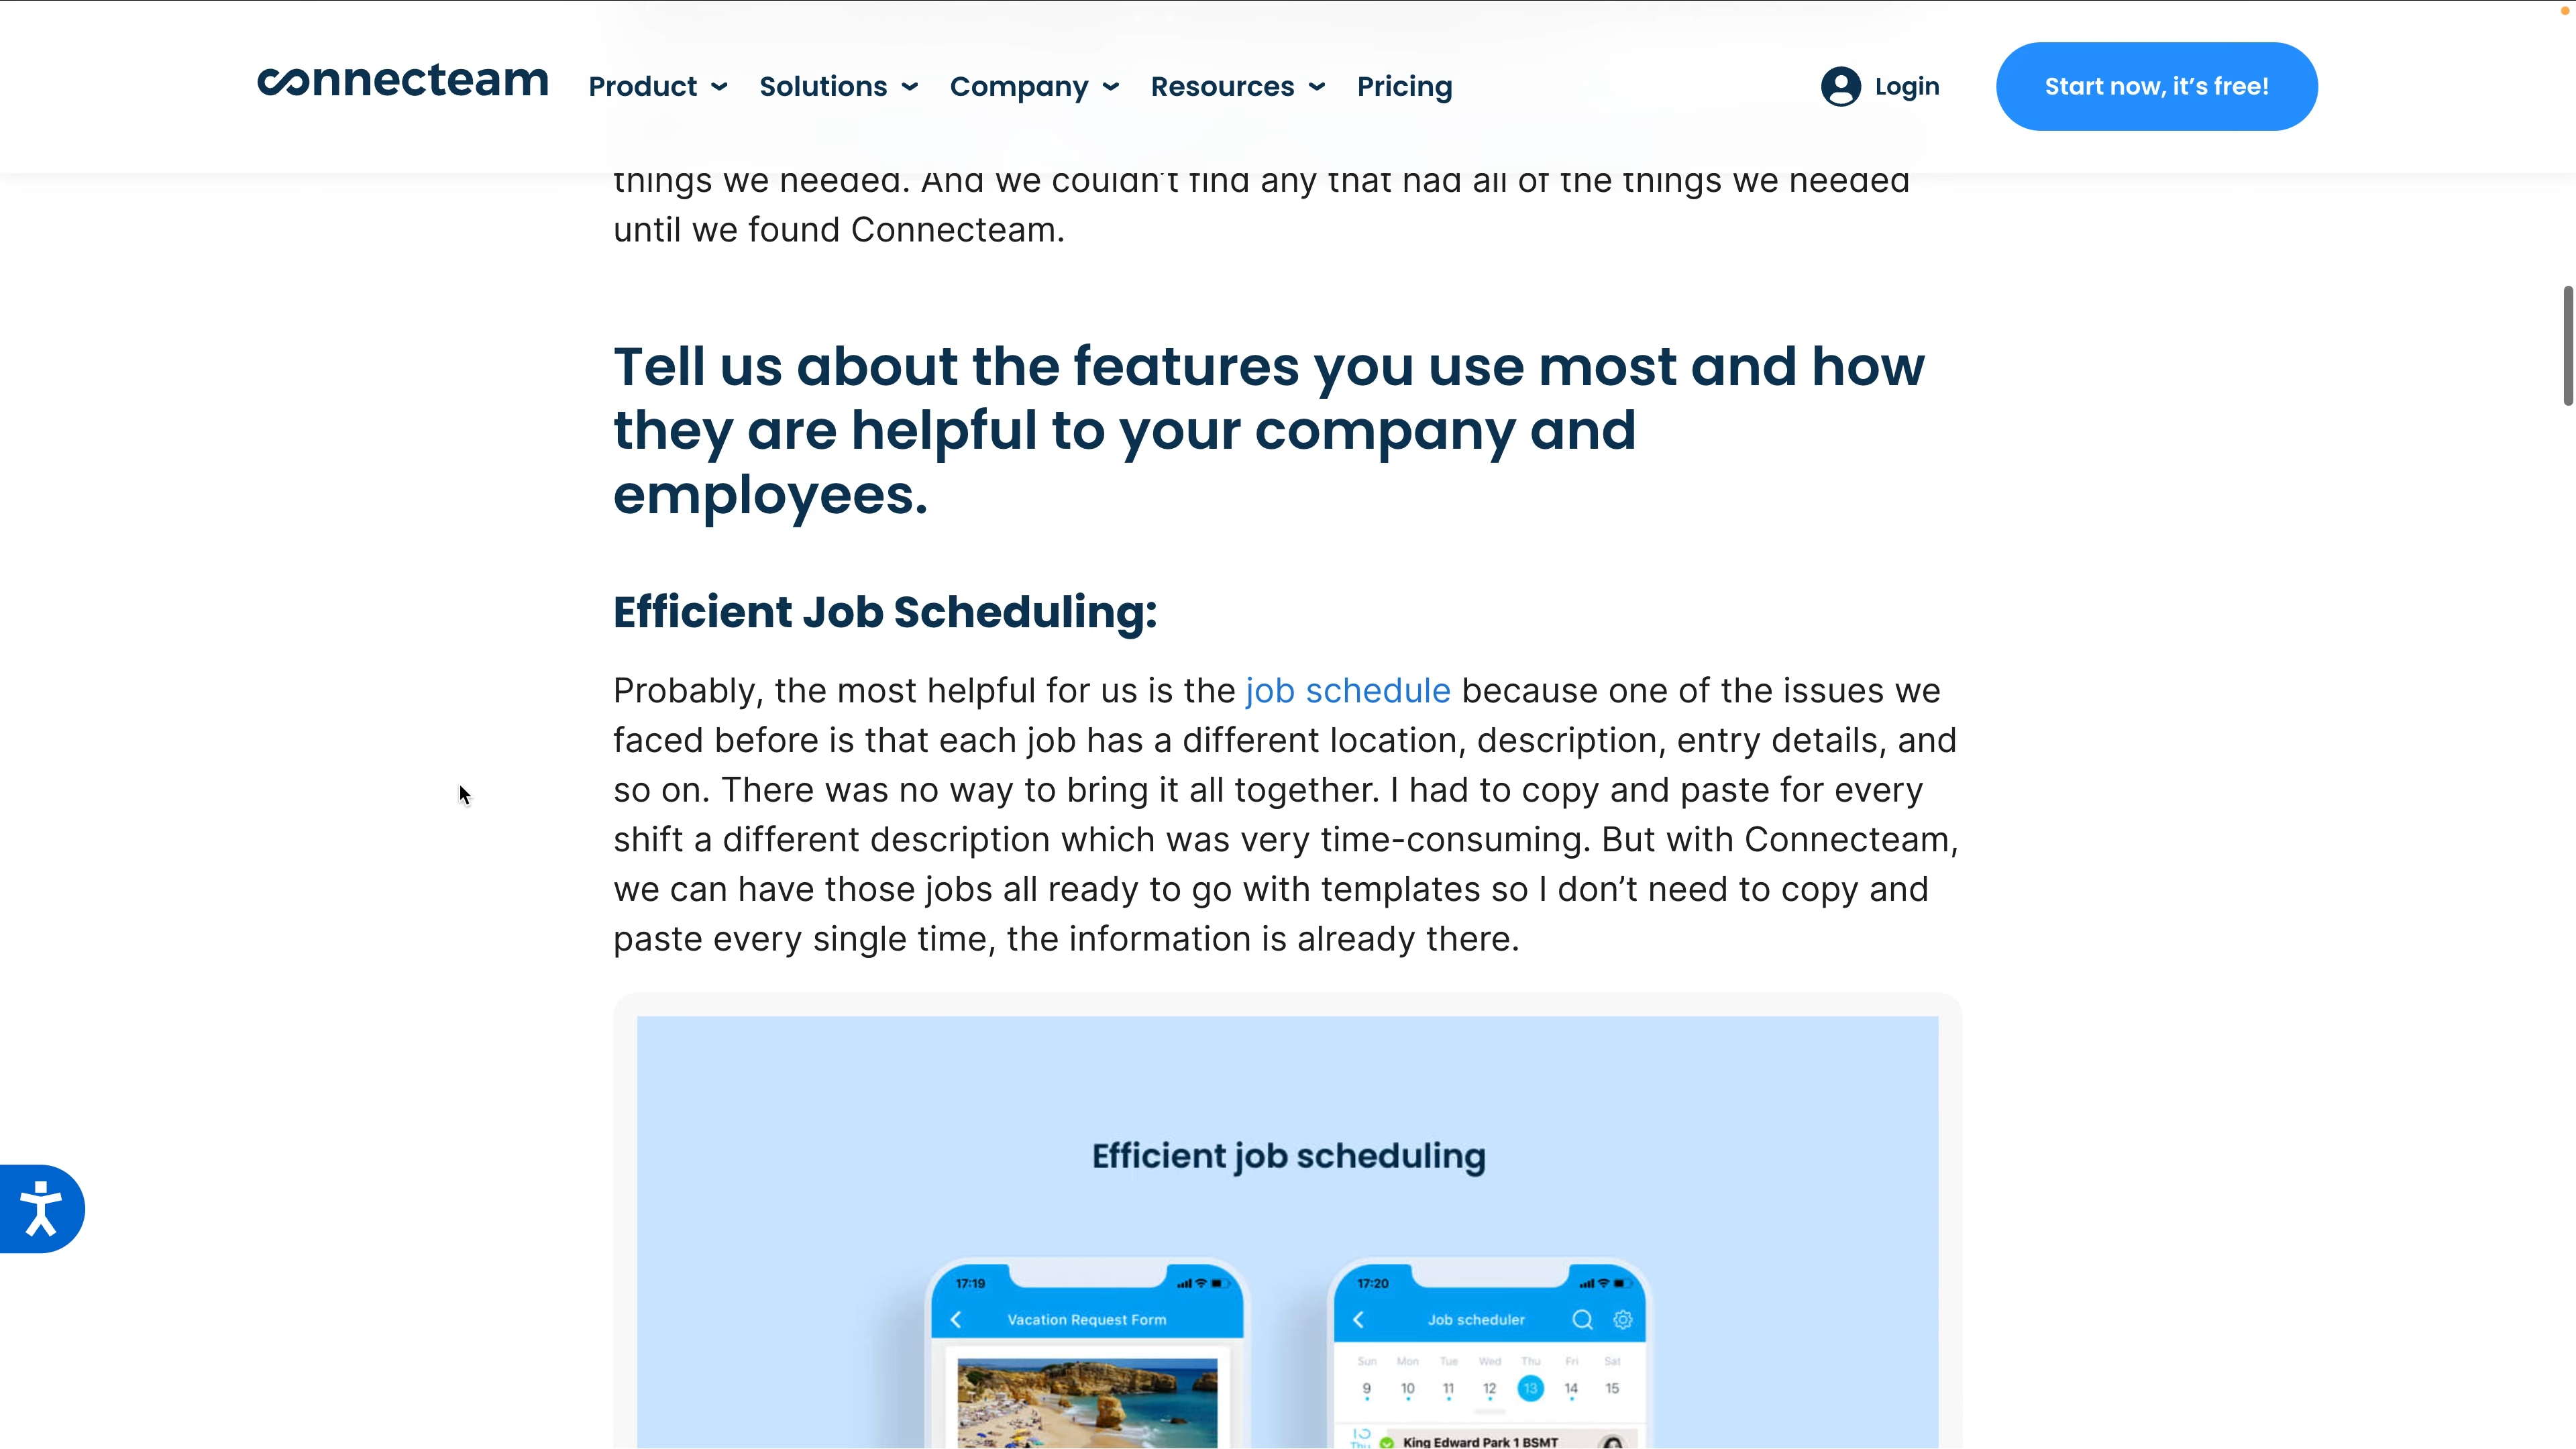 connecteam
Product Solutions Company Resources Pricing
Login
Start now, it’s free!
things we needed. And we couldn’t find any that had all of the things we needed
until we found Connecteam.
Tell us about the features you use most and how
they are helpful to your company and
employees.
Efficient Job Scheduling:
Probably, the most helpful for us is the job schedule because one of the issues we
faced before is that each job has a different location, description, entry details, and
so on. There was no way to bring it all together. I had to copy and paste for every
shift a different description which was very time-consuming. But with Connecteam,
we can have those jobs all ready to go with templates so I don’t need to copy and
paste every single time, the information is already there.
Efficient job scheduling
17:19
Vacation Request Form
17:20
Job scheduler
Sun Mon Tue Wed Thu Fri Sat
9 10 11 12 13 14 15
Thu King Edward Park 1 BSMT